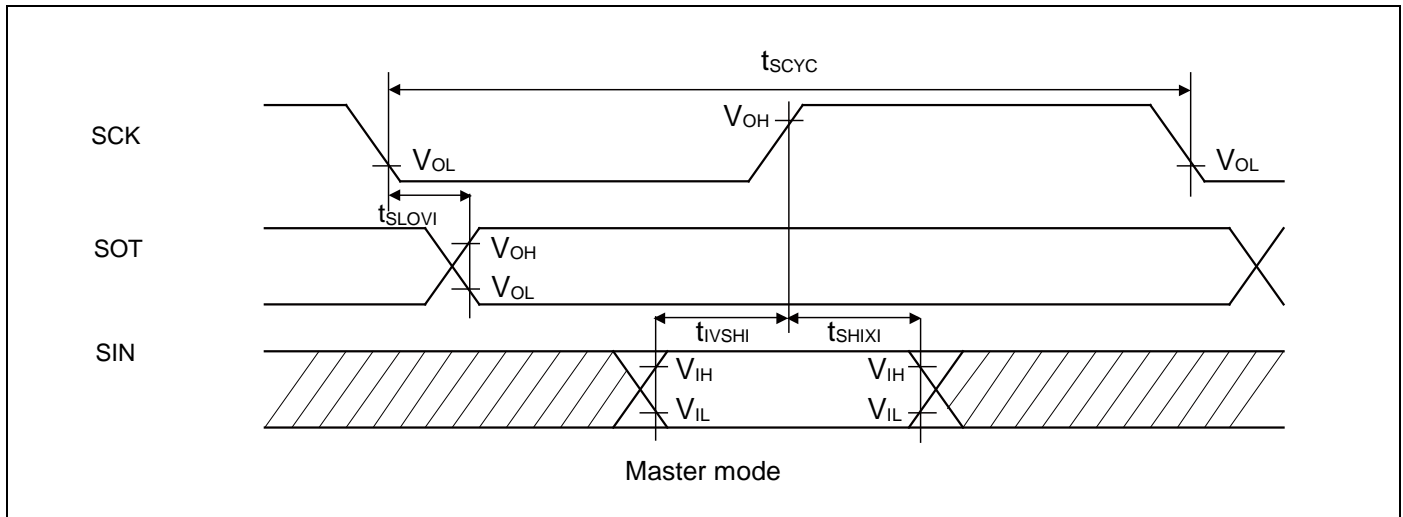 tSCYC
SCK
VOH
VOL
VOL
tSLOVI
SOT
VOH
VOL
tIVSHI
tSHIXI
SIN
VIH
VIH
VIL
VIL
Master mode